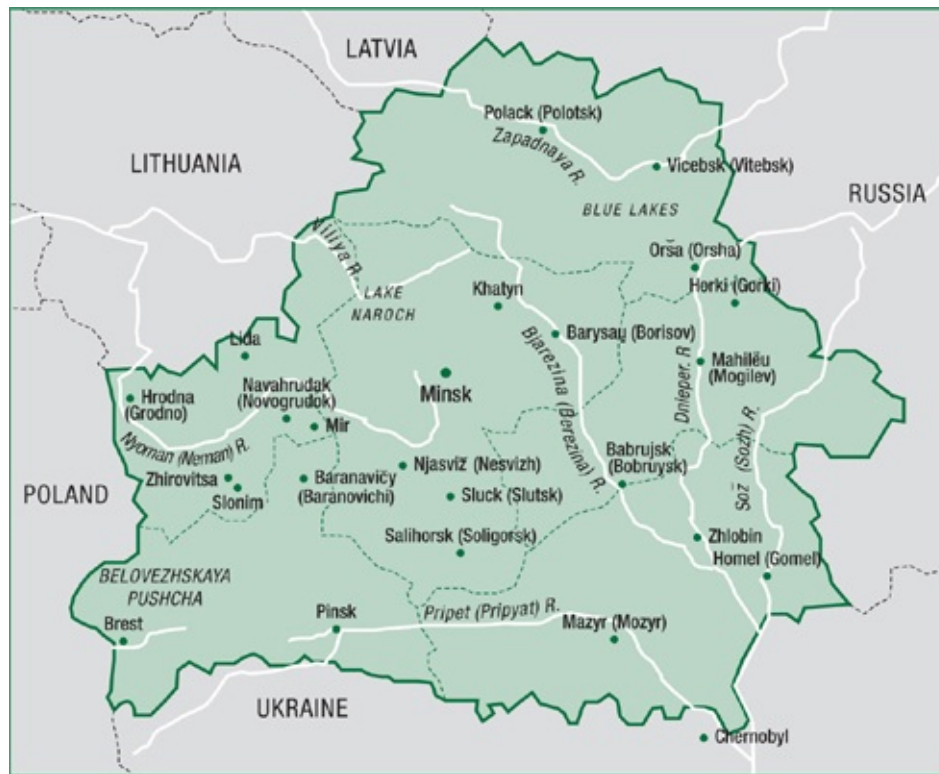 LATVIA
Polack (Polotsk)
Zapadnaya R.
LITHUANIA
Vicebsk (Vitebsk)
RUSSIA
BLUE LAKES
Niliya R.
Orša (Orsha)
Horki (Gorki)
LAKE
NAROCH
Khatyn
Barysaų (Borisov)
Bjarezina (Berezina) R.
Dnieper. R
Lida
Mahilëu
(Mogilev)
Minsk
Navahrudak
(Novogrudok)
Hrodna
(Grodno)
Mir
Nyoman (Neman) R.
Sož (Sozh) R.
Babrujsk
(Bobruysk)
Njasviž (Nesvizh)
Zhirovitsa
Baranavičy
(Baranovichi)
POLAND
Slonim
Sluck (Slutsk)
Salihorsk (Soligorsk)
Zhlobin
Homel (Gomel)
BELOVEZHSKAYA
PUSHCHA
Brest
Pinsk
Pripet (Pripyat) R.
Mazyr (Mozyr)
UKRAINE
Chernobyl